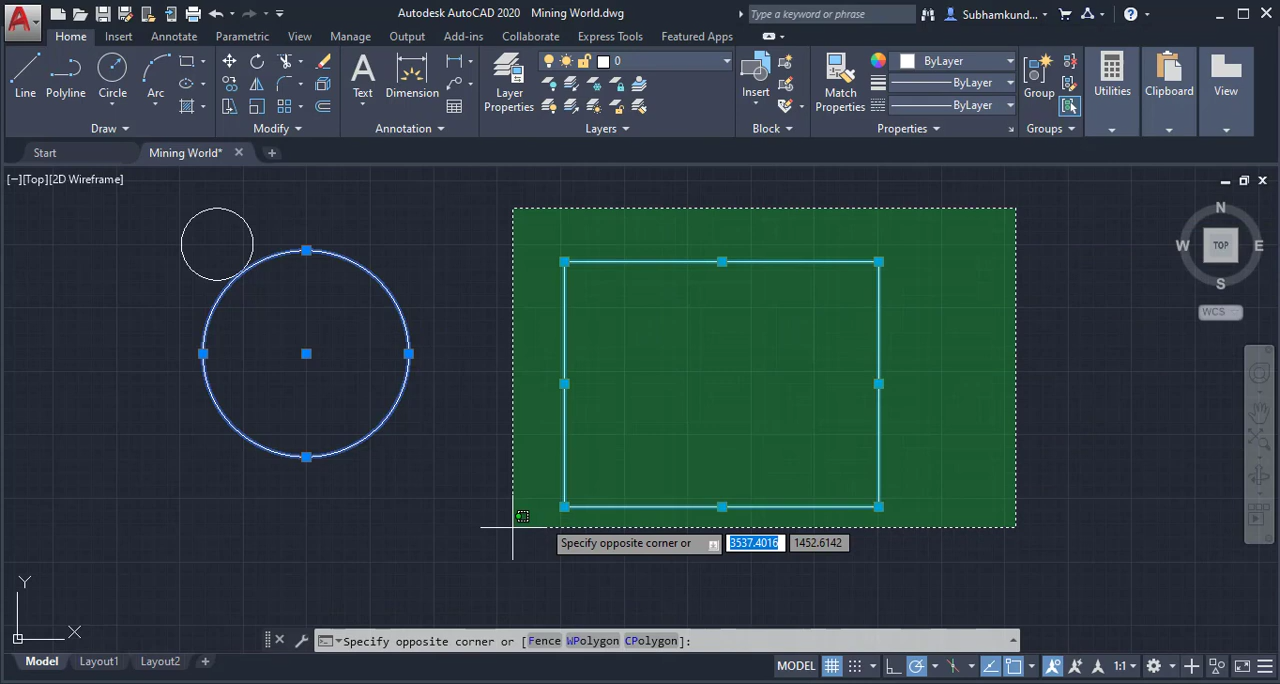 Autodesk AutoCAD 2020 Mining World.dwg Type a keyword or phrase Subhamkund...
Home Insert Annotate Parametric View Manage Output Add-ins Collaborate Express Tools Featured Apps
Line Polyline Circle Arc Text Dimension Layer Properties 0 Insert Match Properties ByLayer Group Utilities Clipboard View
ByLayer
ByLayer
Draw Modify Annotation Layers Block Properties Groups
Start Mining World*
[−][Top][2D Wireframe]
N
W TOP E
S
WCS
Specify opposite corner or 3537.4016 1452.6142
Y
X
Specify opposite corner or [Fence WPolygon CPolygon]:
Model Layout1 Layout2 MODEL 1:1